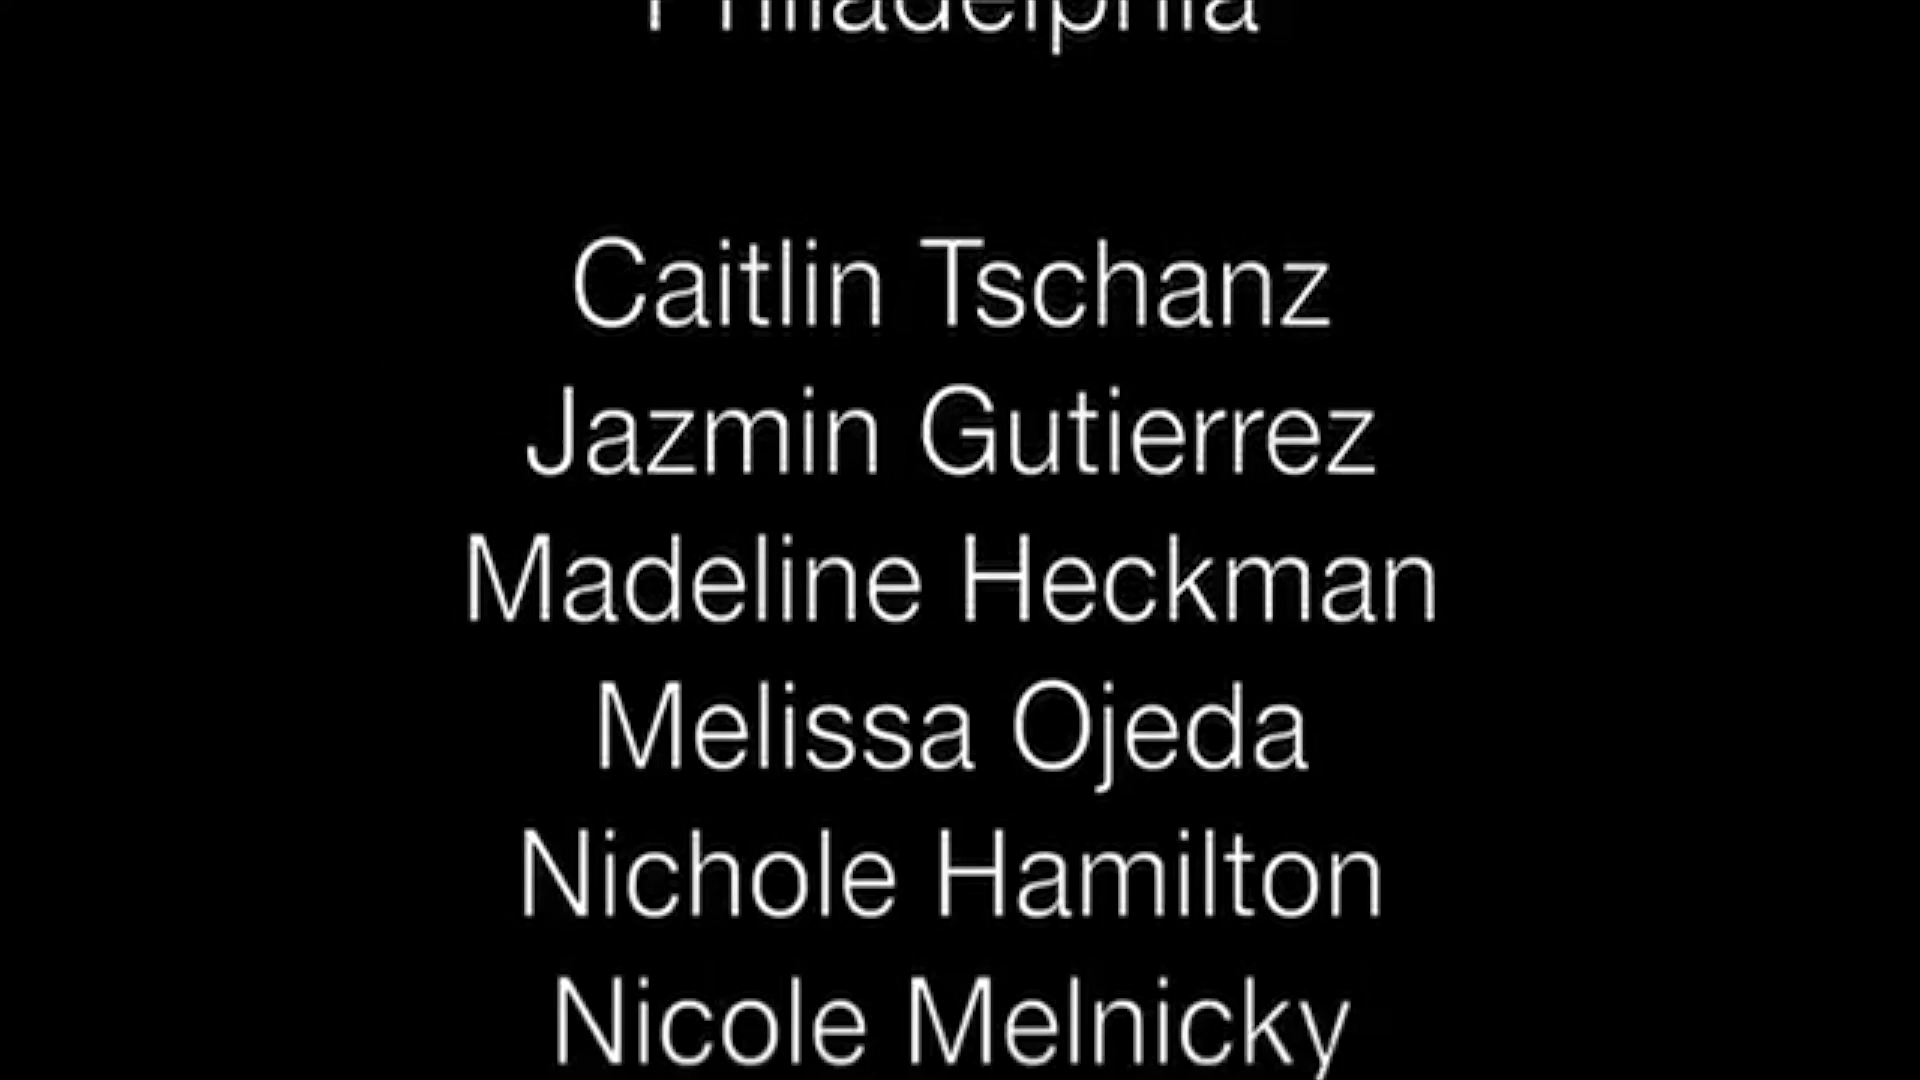 Philadelphia
Caitlin Tschanz
Jazmin Gutierrez
Madeline Heckman
Melissa Ojeda
Nichole Hamilton
Nicole Melnicky